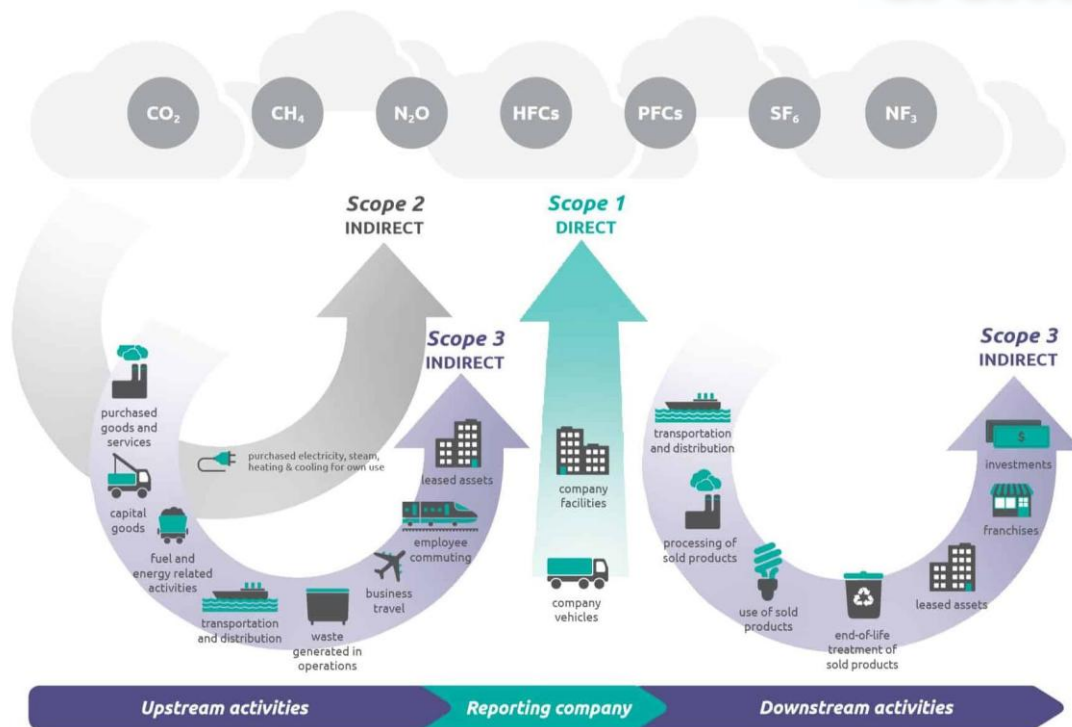 CO₂
CH₄
N₂O
HFCs
PFCs
SF₆
NF₃
Scope 2
INDIRECT
Scope 1
DIRECT
Scope 3
INDIRECT
Scope 3
INDIRECT
purchased
goods and
services
capital
goods
fuel and
energy related
activities
purchased electricity, steam,
heating & cooling for own use
transportation
and distribution
waste
generated in
operations
business
travel
employee
commuting
leased assets
company
facilities
company
vehicles
transportation
and distribution
processing of
sold products
use of sold
products
end-of-life
treatment of
sold products
leased assets
franchises
investments
$
Upstream activities
Reporting company
Downstream activities